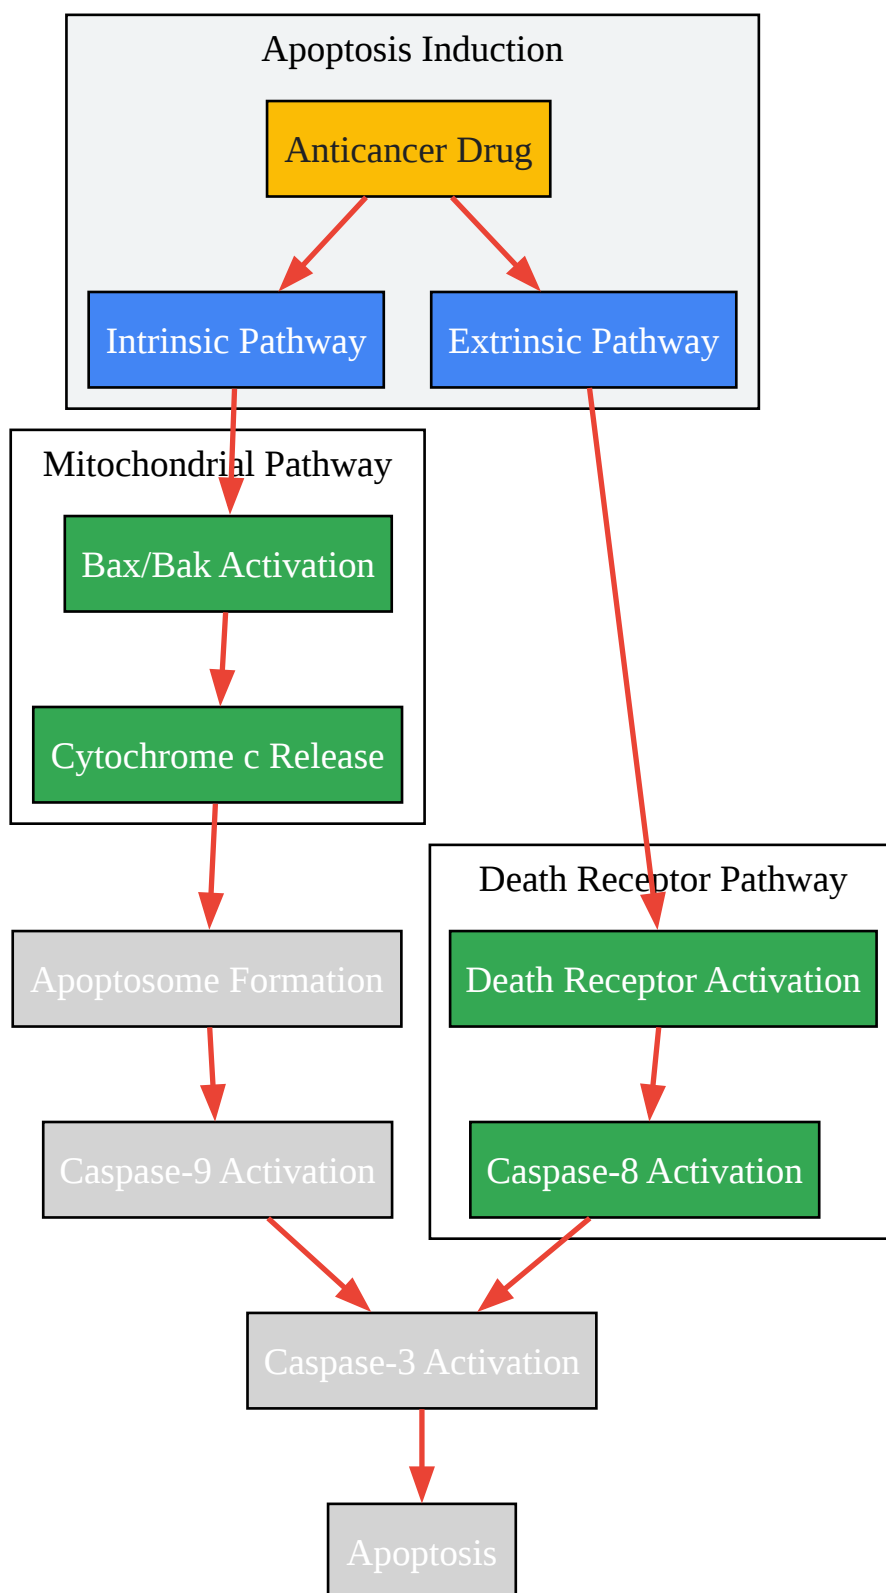 Apoptosis Induction
Anticancer Drug
Intrinsic Pathway
Extrinsic Pathway
Mitochondrial Pathway
Bax/Bak Activation
Cytochrome c Release
Death Receptor Pathway
Apoptosome Formation
Death Receptor Activation
Caspase-9 Activation
Caspase-8 Activation
Caspase-3 Activation
Apoptosis